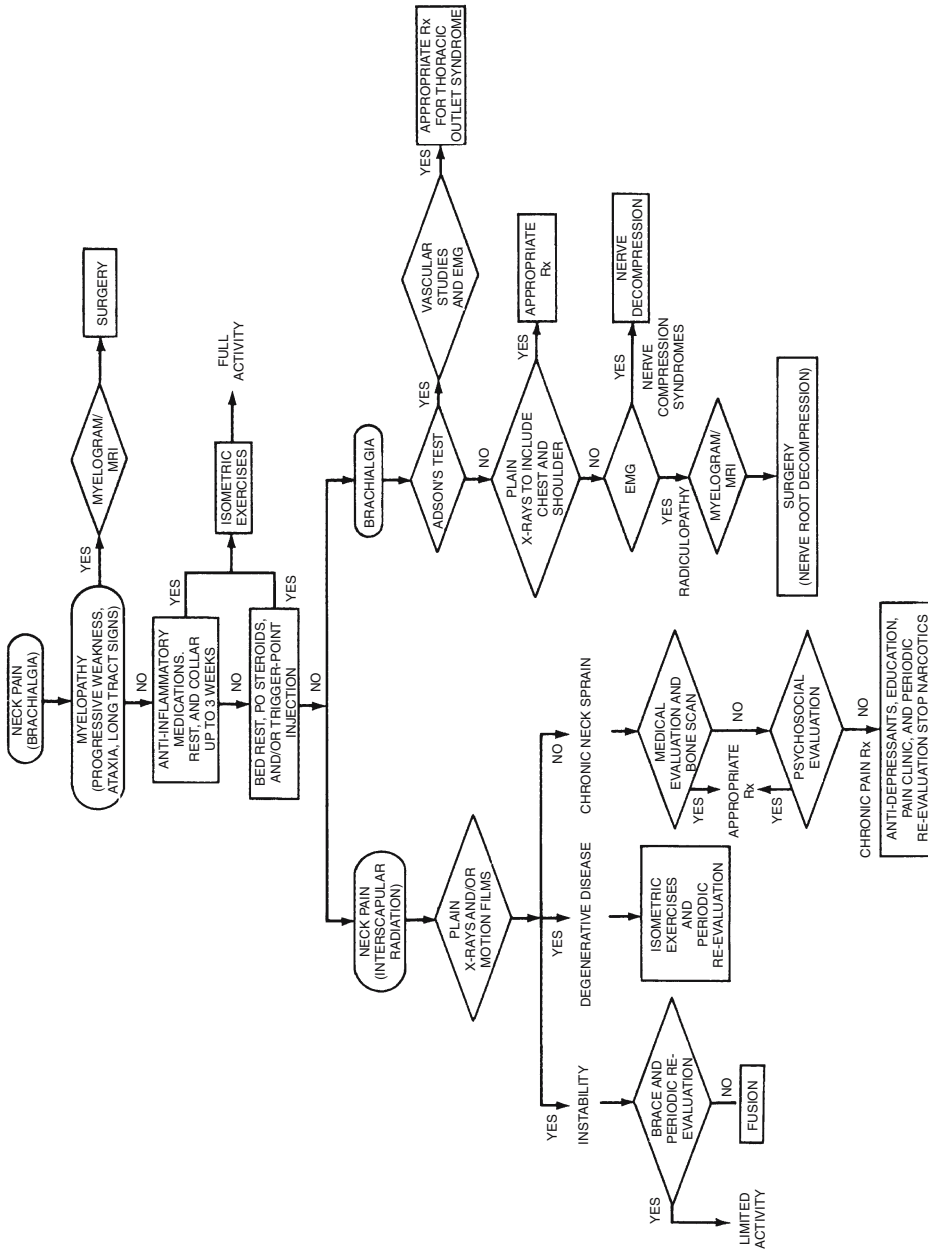 NECK PAIN
(BRACHIALGIA)
MYELOPATHY
(PROGRESSIVE WEAKNESS,
ATAXIA, LONG TRACT SIGNS)
YES
MYELOGRAM/
MRI
SURGERY
NO
ANTI-INFLAMMATORY
MEDICATIONS.
REST, AND COLLAR
UP TO 3 WEEKS
YES
ISOMETRIC
EXERCISES
FULL
ACTIVITY
NO
BED REST, PO STEROIDS,
AND/OR TRIGGER-POINT
INJECTION
YES
NO
NECK PAIN
(INTERSCAPULAR
RADIATION)
PLAIN
X-RAYS AND/OR
MOTION FILMS
YES
INSTABILITY
BRACE AND
PERIODIC RE-
EVALUATION
YES
LIMITED
ACTIVITY
NO
FUSION
YES
DEGENERATIVE DISEASE
ISOMETRIC
EXERCISES
AND
PERIODIC
RE-EVALUATION
NO
CHRONIC NECK SPRAIN
MEDICAL
EVALUATION AND
BONE SCAN
YES
APPROPRIATE
Rx
NO
YES
PSYCHOSOCIAL
EVALUATION
NO
CHRONIC PAIN Rx
ANTI-DEPRESSANTS, EDUCATION,
PAIN CLINIC, AND PERIODIC
RE-EVALUATION, STOP NARCOTICS
BRACHIALGIA
ADSON'S TEST
YES
VASCULAR
STUDIES
AND EMG
YES
APPROPRIATE Rx
FOR THORACIC
OUTLET SYNDROME
NO
PLAIN
X-RAYS TO INCLUDE
CHEST AND
SHOULDER
YES
APPROPRIATE
Rx
NO
EMG
YES
NERVE
COMPRESSION
SYNDROMES
NERVE
DECOMPRESSION
YES
RADICULOPATHY
MYELOGRAM/
MRI
SURGERY
(NERVE ROOT DECOMPRESSION)